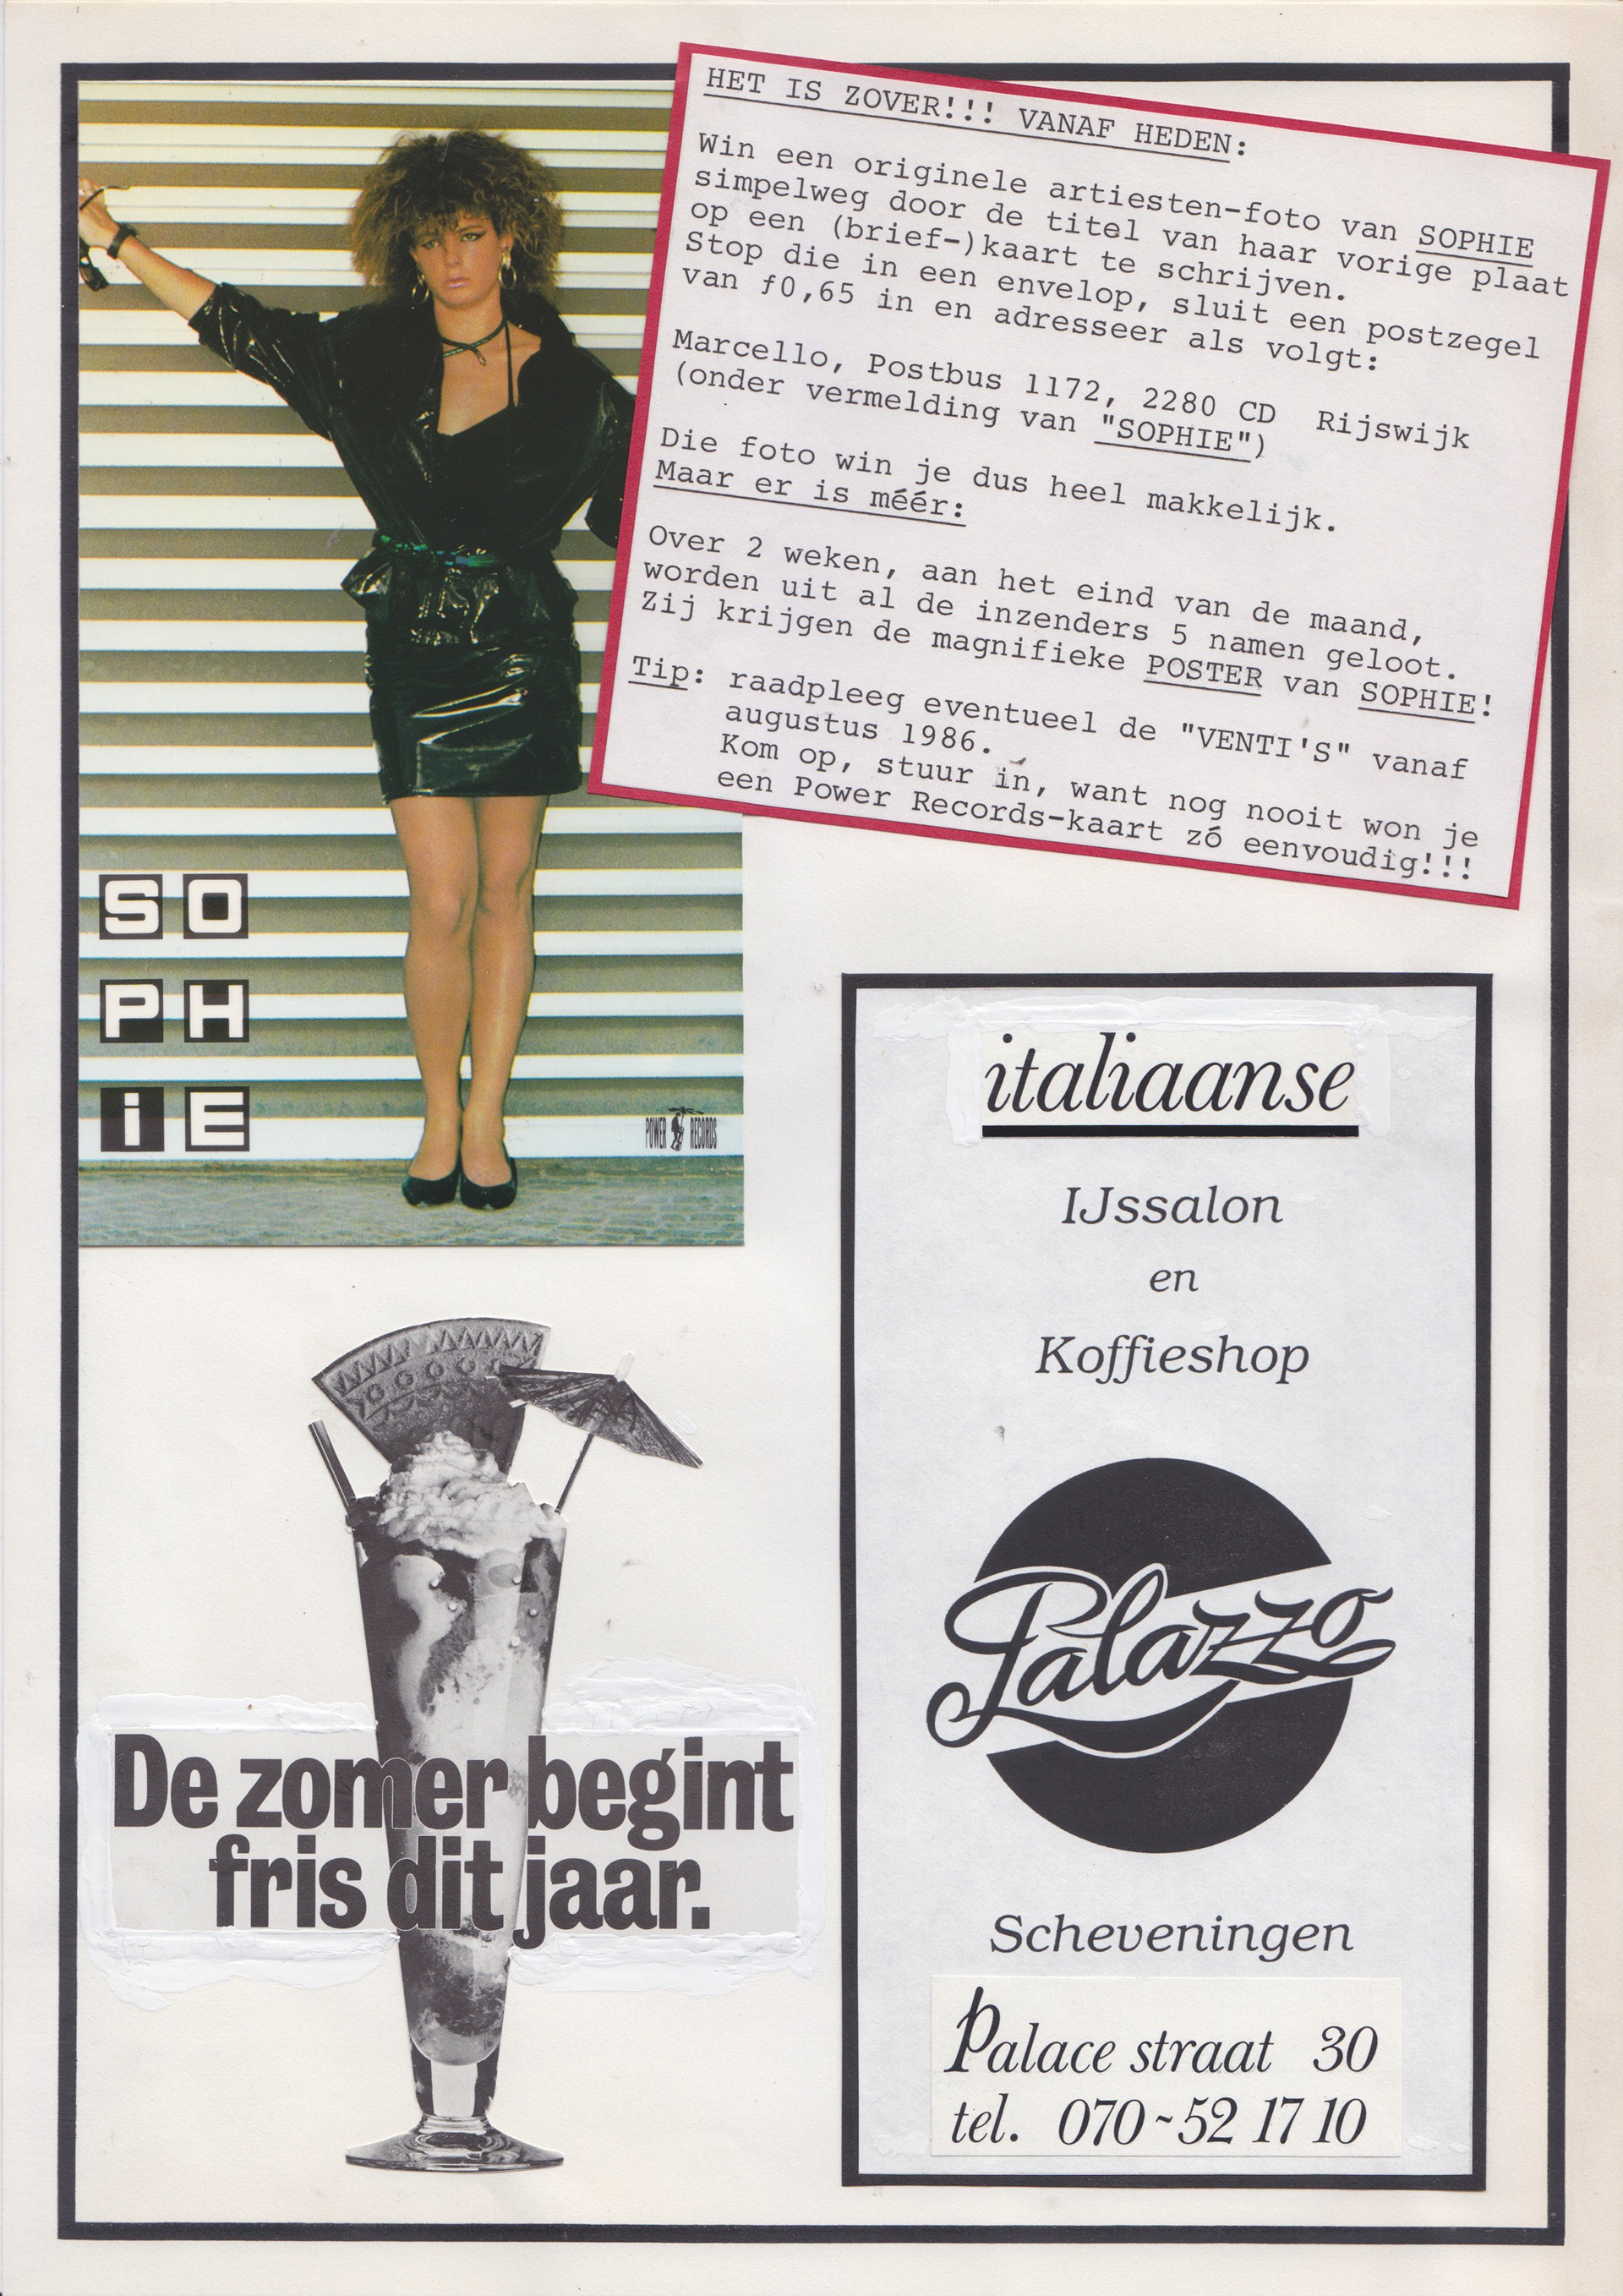 HET IS ZOVER!!! VANAF HEDEN:
Win een originele artiesten-foto van SOPHIE
simpelweg door de titel van haar vorige plaat
op een (brief-)kaart te schrijven.
Stop die in een envelop, sluit een postzegel
van ƒ0,65 in en adresseer als volgt:
Marcello, Postbus 1172, 2280 CD Rijswijk
(onder vermelding van "SOPHIE")
Die foto win je dus heel makkelijk.
Maar er is méér:
Over 2 weken, aan het eind van de maand,
worden uit al de inzenders 5 namen geloot.
Zij krijgen de magnifieke POSTER van SOPHIE!
Tip: raadpleeg eventueel de "VENTI'S" vanaf
augustus 1986.
Kom op, stuur in, want nog nooit won je
een Power Records-kaart zó eenvoudig!!!
SO
PH
iE
POWER RECORDS
italiaanse
IJssalon
en
Koffieshop
Palazzo
Scheveningen
Palace straat 30
tel. 070~52 17 10
De zomer begint
fris dit jaar.